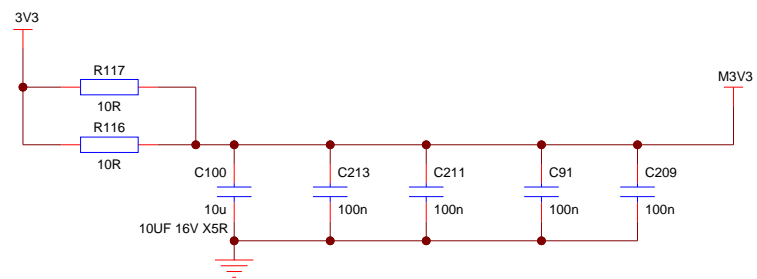 3V3
R117
10R
M3V3
R116
10R
C100
C213
C211
C91
C209
10u
100n
100n
100n
100n
10UF 16V X5R